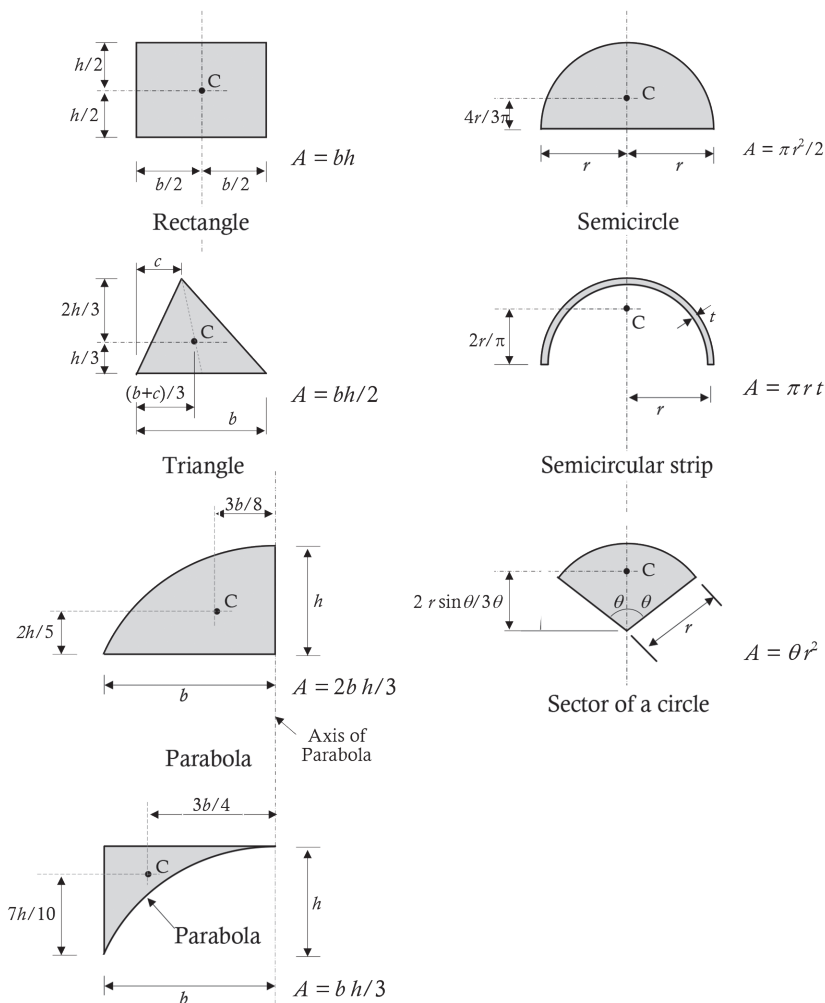 h/2
C
h/2
b/2 b/2
A = bh
Rectangle
C
4r/3π
r r
A = πr²/2
Semicircle
c
2h/3
C
h/3
(b+c)/3
b
A = bh/2
Triangle
t
C
2r/π
r
A = πrt
Semicircular strip
3b/8
C
h
2h/5
b
A = 2bh/3
Axis of
Parabola
Parabola
C
2 r sinθ/3θ
θ θ
r
A = θr²
Sector of a circle
3b/4
C
h
7h/10
Parabola
b
A = bh/3